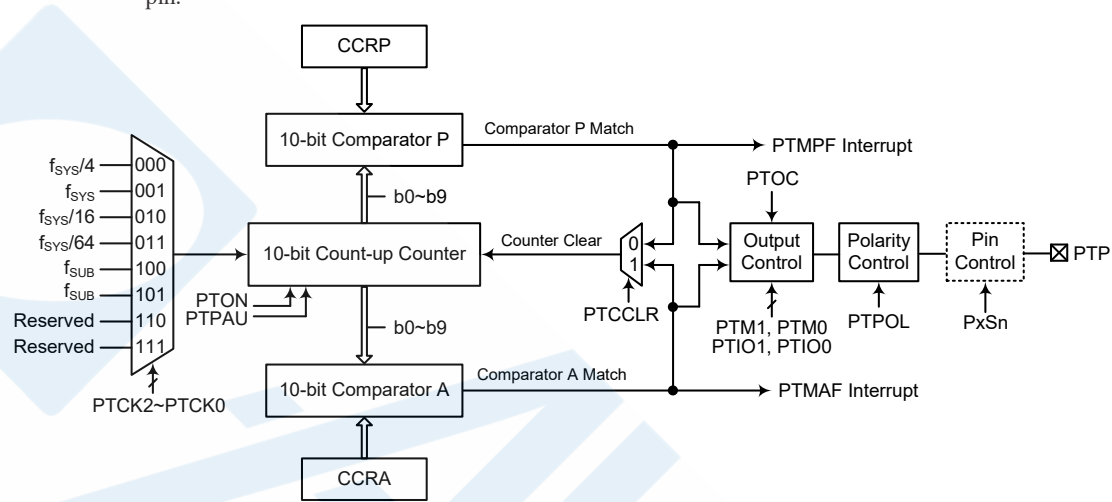 pin.
CCRP
10-bit Comparator P
Comparator P Match
PTMPF Interrupt
b0~b9
PTOC
fSYS/4
000
fSYS
001
fSYS/16
010
fSYS/64
011
fSUB
100
fSUB
101
Reserved
110
Reserved
111
PTCK2~PTCK0
10-bit Count-up Counter
PTON
PTPAU
Counter Clear
0
1
PTCCLR
Output
Control
PTM1, PTM0
PTIO1, PTIO0
Polarity
Control
PTPOL
Pin
Control
PxSn
PTP
b0~b9
10-bit Comparator A
Comparator A Match
PTMAF Interrupt
CCRA